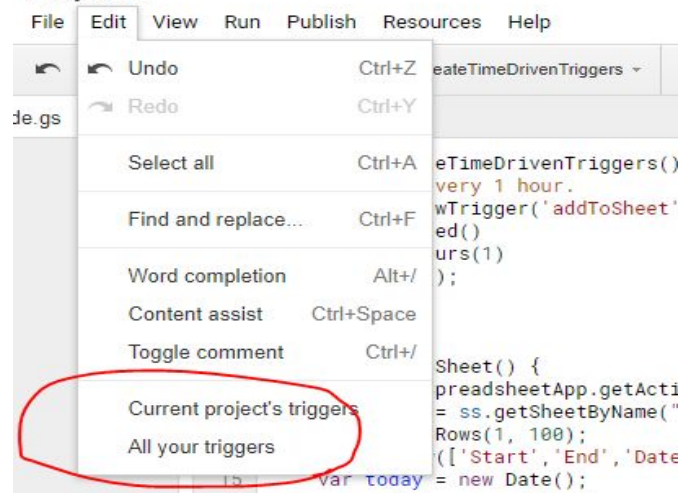 File Edit View Run Publish Resources Help
Undo Ctrl+Z eateTimeDrivenTriggers
Redo Ctrl+Y
de.gs
Select all Ctrl+A eTimeDrivenTriggers()
very 1 hour.
Find and replace... Ctrl+F wTrigger('addToSheet'
ed()
urs(1)
Word completion Alt+/ );
Content assist Ctrl+Space
Toggle comment Ctrl+/ Sheet() {
preadsheetApp.getActi
Current project's triggers = ss.getSheetByName("
Rows(1, 100);
All your triggers (['Start','End','Date
15 var today = new Date();